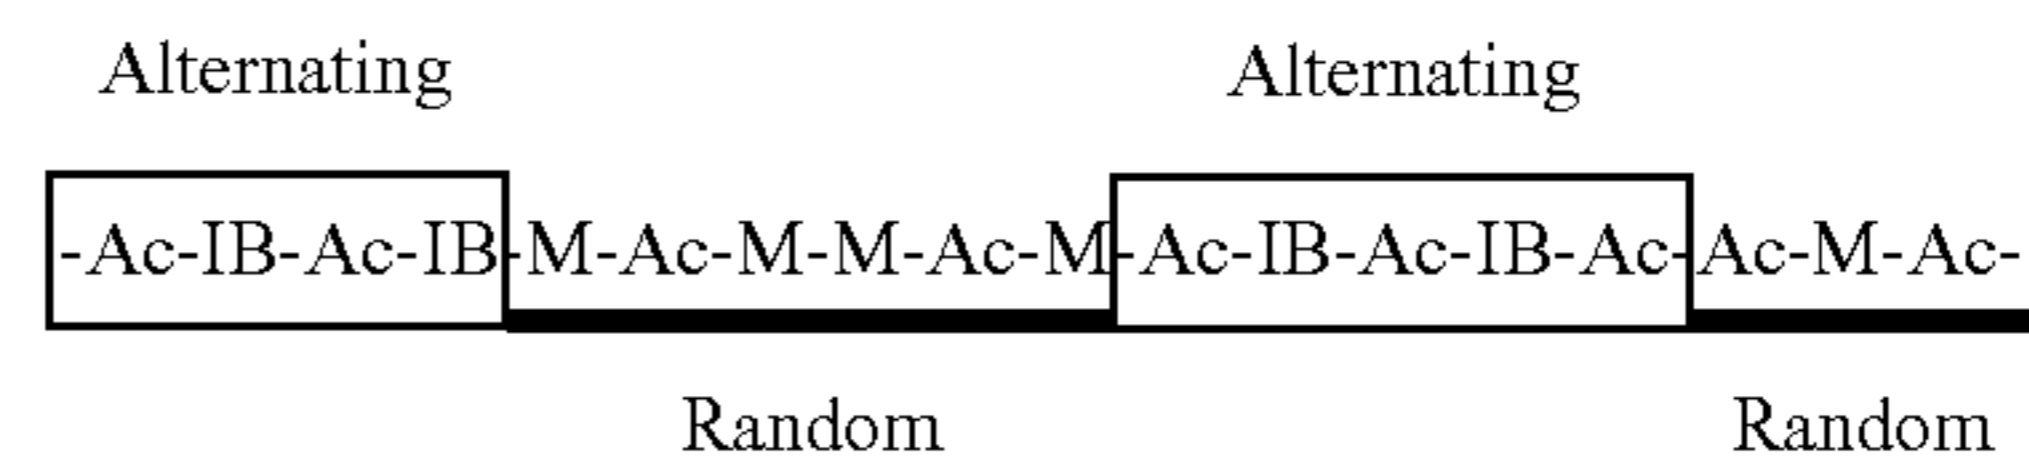 Alternating Alternating
-Ac-IB-Ac-IB-M-Ac-M-M-Ac-M-Ac-IB-Ac-IB-Ac-Ac-M-Ac-
Random Random